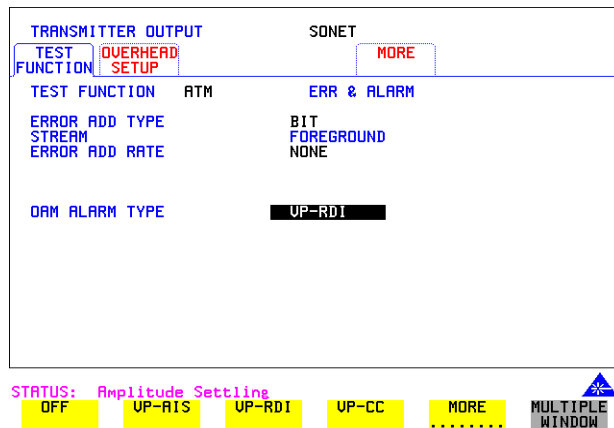 TRANSMITTER OUTPUT SONET
TEST FUNCTION OVERHEAD SETUP MORE
TEST FUNCTION ATM ERR & ALARM
ERROR ADD TYPE BIT
STREAM FOREGROUND
ERROR ADD RATE NONE
OAM ALARM TYPE VP-RDI
STATUS: Amplitude Settling
OFF VP-AIS VP-RDI VP-CC MORE ........ MULTIPLE WINDOW